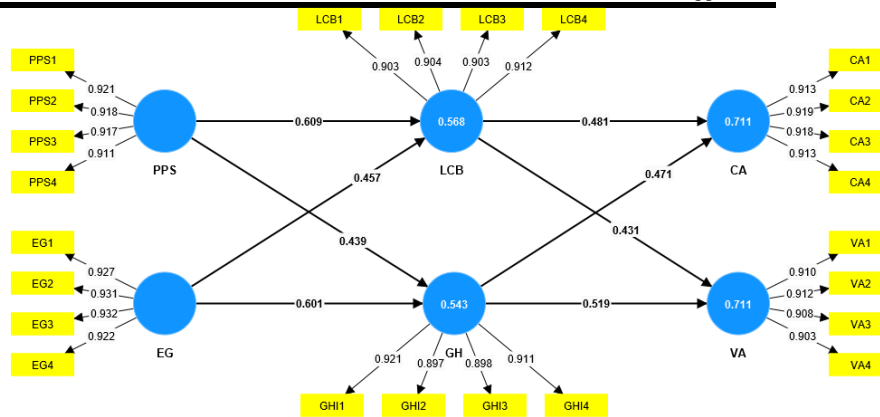 LCB1 LCB2 LCB3 LCB4
0.903 0.904 0.903 0.912
PPS1
PPS2
PPS3
PPS4
0.921
0.918
0.917
0.911
PPS
0.609
0.568
LCB
0.481
0.711
CA
0.913
0.919
0.918
0.913
CA1
CA2
CA3
CA4
0.457
0.439
0.471
0.431
EG1
EG2
EG3
EG4
0.927
0.931
0.932
0.922
EG
0.601
0.543
GH
0.519
0.711
VA
0.910
0.912
0.908
0.903
VA1
VA2
VA3
VA4
0.921 0.897 0.898 0.911
GHI1 GHI2 GHI3 GHI4